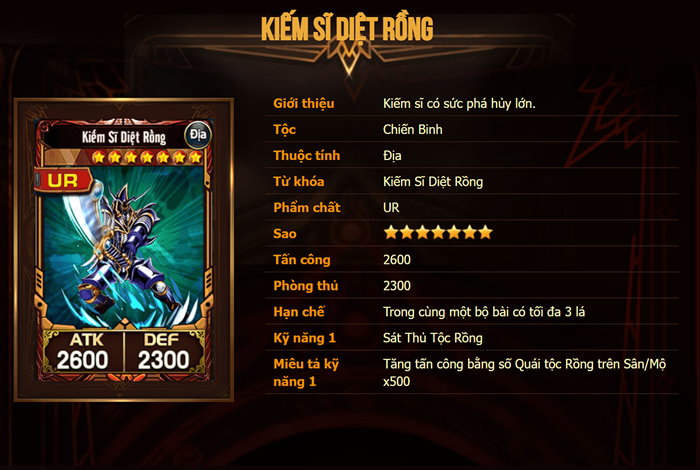 KIẾM SĨ DIỆT RỒNG
Kiếm Sĩ Diệt Rồng
Địa
UR
ATK
DEF
2600
2300
Giới thiệu Kiếm sĩ có sức phá hủy lớn.
Tộc Chiến Binh
Thuộc tính Địa
Từ khóa Kiếm Sĩ Diệt Rồng
Phẩm chất UR
Sao
Tấn công 2600
Phòng thủ 2300
Hạn chế Trong cùng một bộ bài có tối đa 3 lá
Kỹ năng 1 Sát Thủ Tộc Rồng
Miêu tả kỹ Tăng tấn công bằng số Quái tộc Rồng trên Sân/Mộ
năng 1 x500